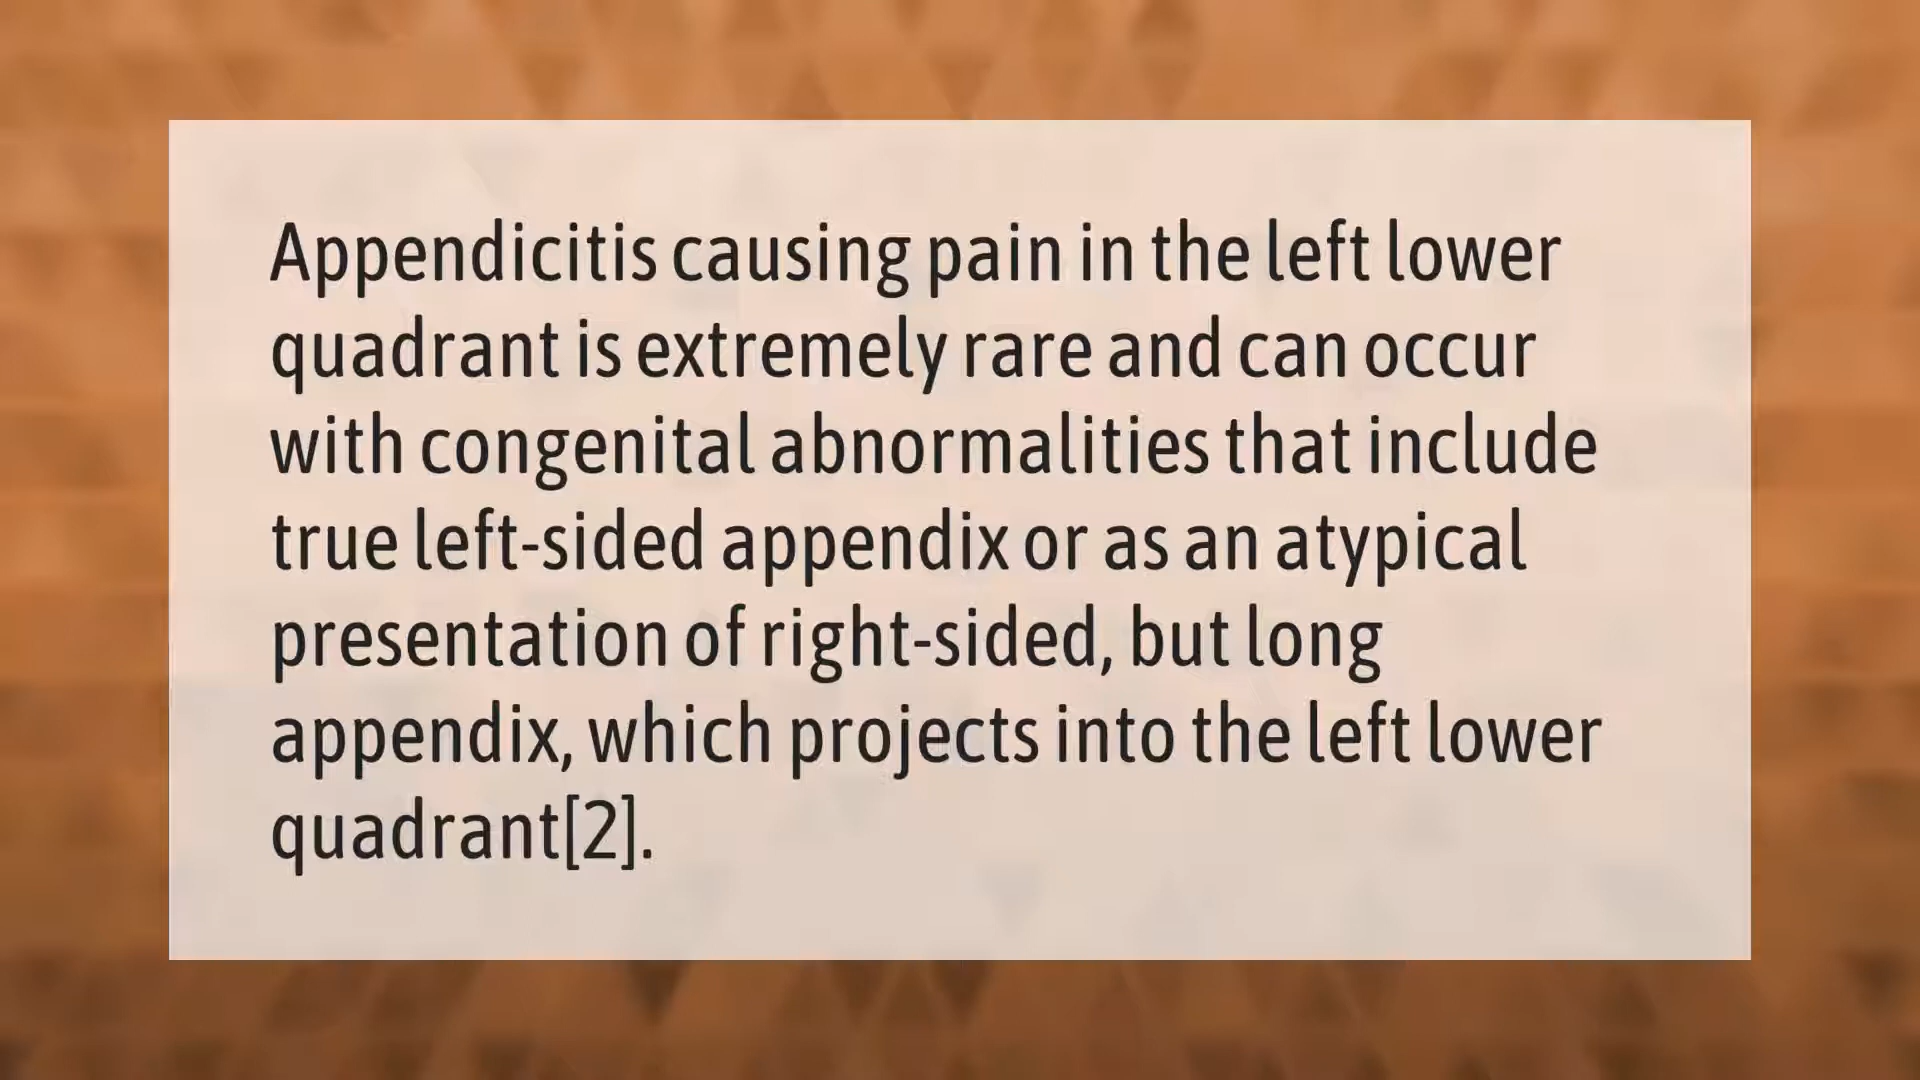 Appendicitis causing pain in the left lower
quadrant is extremely rare and can occur
with congenital abnormalities that include
true left-sided appendix or as an atypical
presentation of right-sided, but long
appendix, which projects into the left lower
quadrant[2].